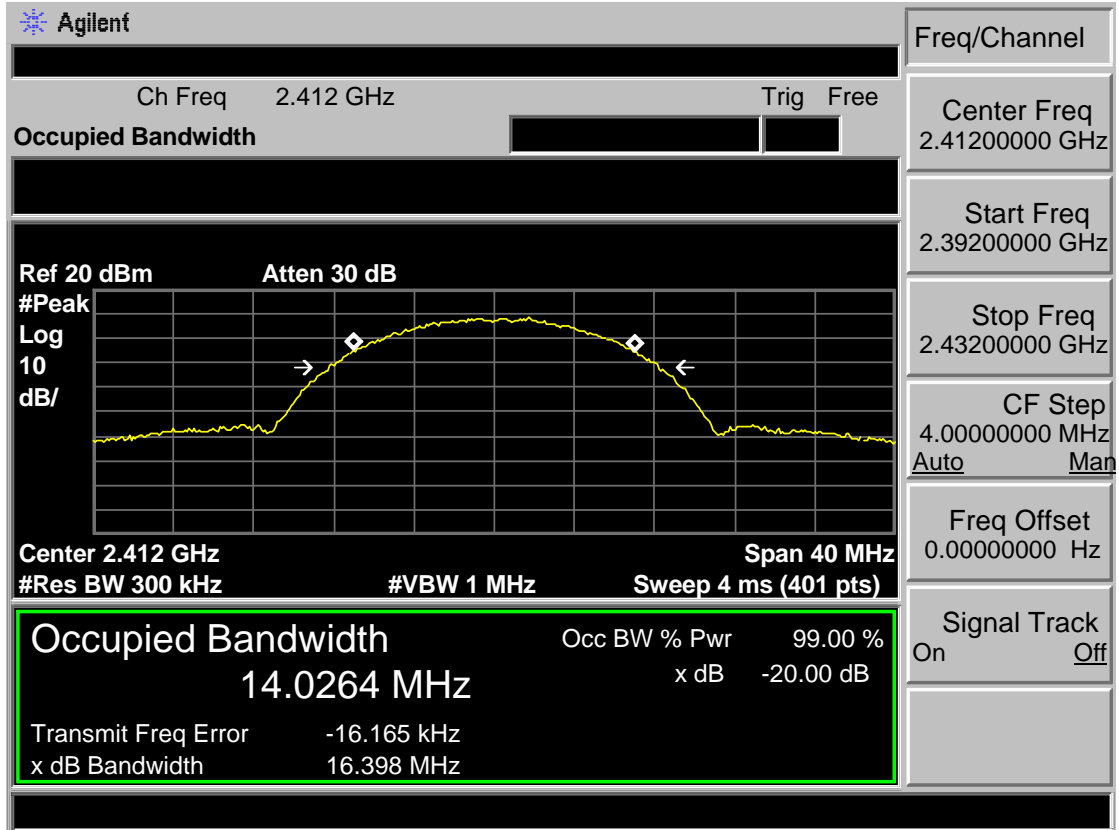 Agilent
Freq/Channel
Ch Freq 2.412 GHz Trig Free
Occupied Bandwidth
Center Freq
2.41200000 GHz
Start Freq
2.39200000 GHz
Stop Freq
2.43200000 GHz
CF Step
4.00000000 MHz
Auto Man
Freq Offset
0.00000000 Hz
Signal Track
On Off
Ref 20 dBm Atten 30 dB
#Peak
Log
10
dB/
Center 2.412 GHz Span 40 MHz
#Res BW 300 kHz #VBW 1 MHz Sweep 4 ms (401 pts)
Occupied Bandwidth Occ BW % Pwr 99.00 %
14.0264 MHz x dB -20.00 dB
Transmit Freq Error -16.165 kHz
x dB Bandwidth 16.398 MHz